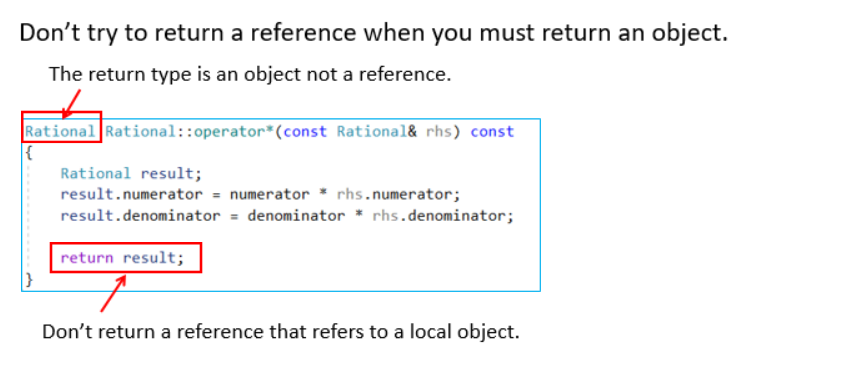 Don’t try to return a reference when you must return an object.
The return type is an object not a reference.
Rational Rational::operator*(const Rational& rhs) const
{
Rational result;
result.numerator = numerator * rhs.numerator;
result.denominator = denominator * rhs.denominator;
return result;
}
Don’t return a reference that refers to a local object.